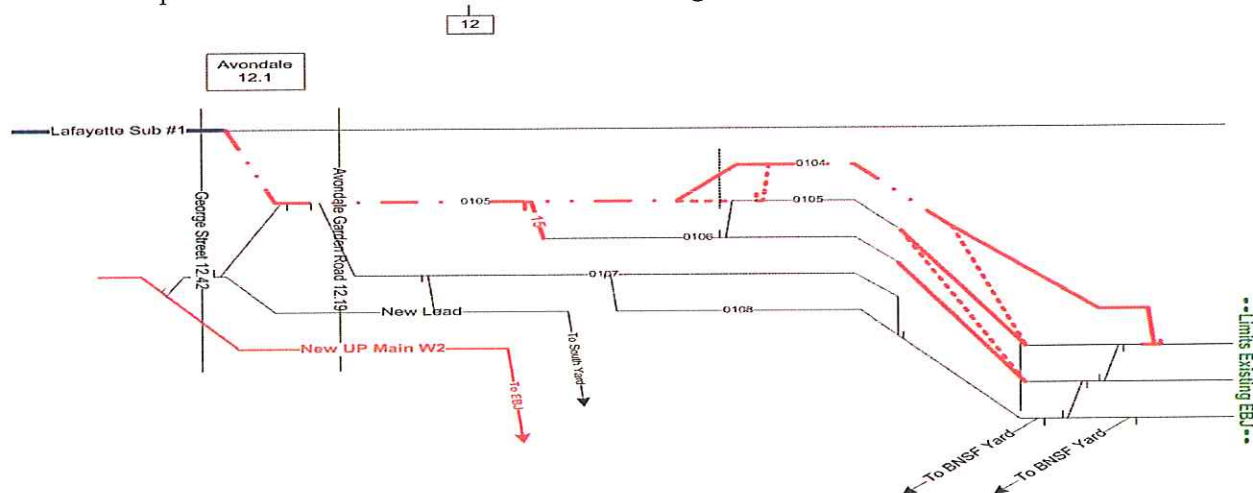 12
Avondale
12.1
Lafayette Sub #1
George Street 12.42
Avondale Garden Road 12.19
0104
0105
0105
15
0106
0107
New Lead
0108
New UP Main W2
To South Yard
To EBJ
To BNSF Yard
To BNSF Yard
**Limits Existing EBJ**